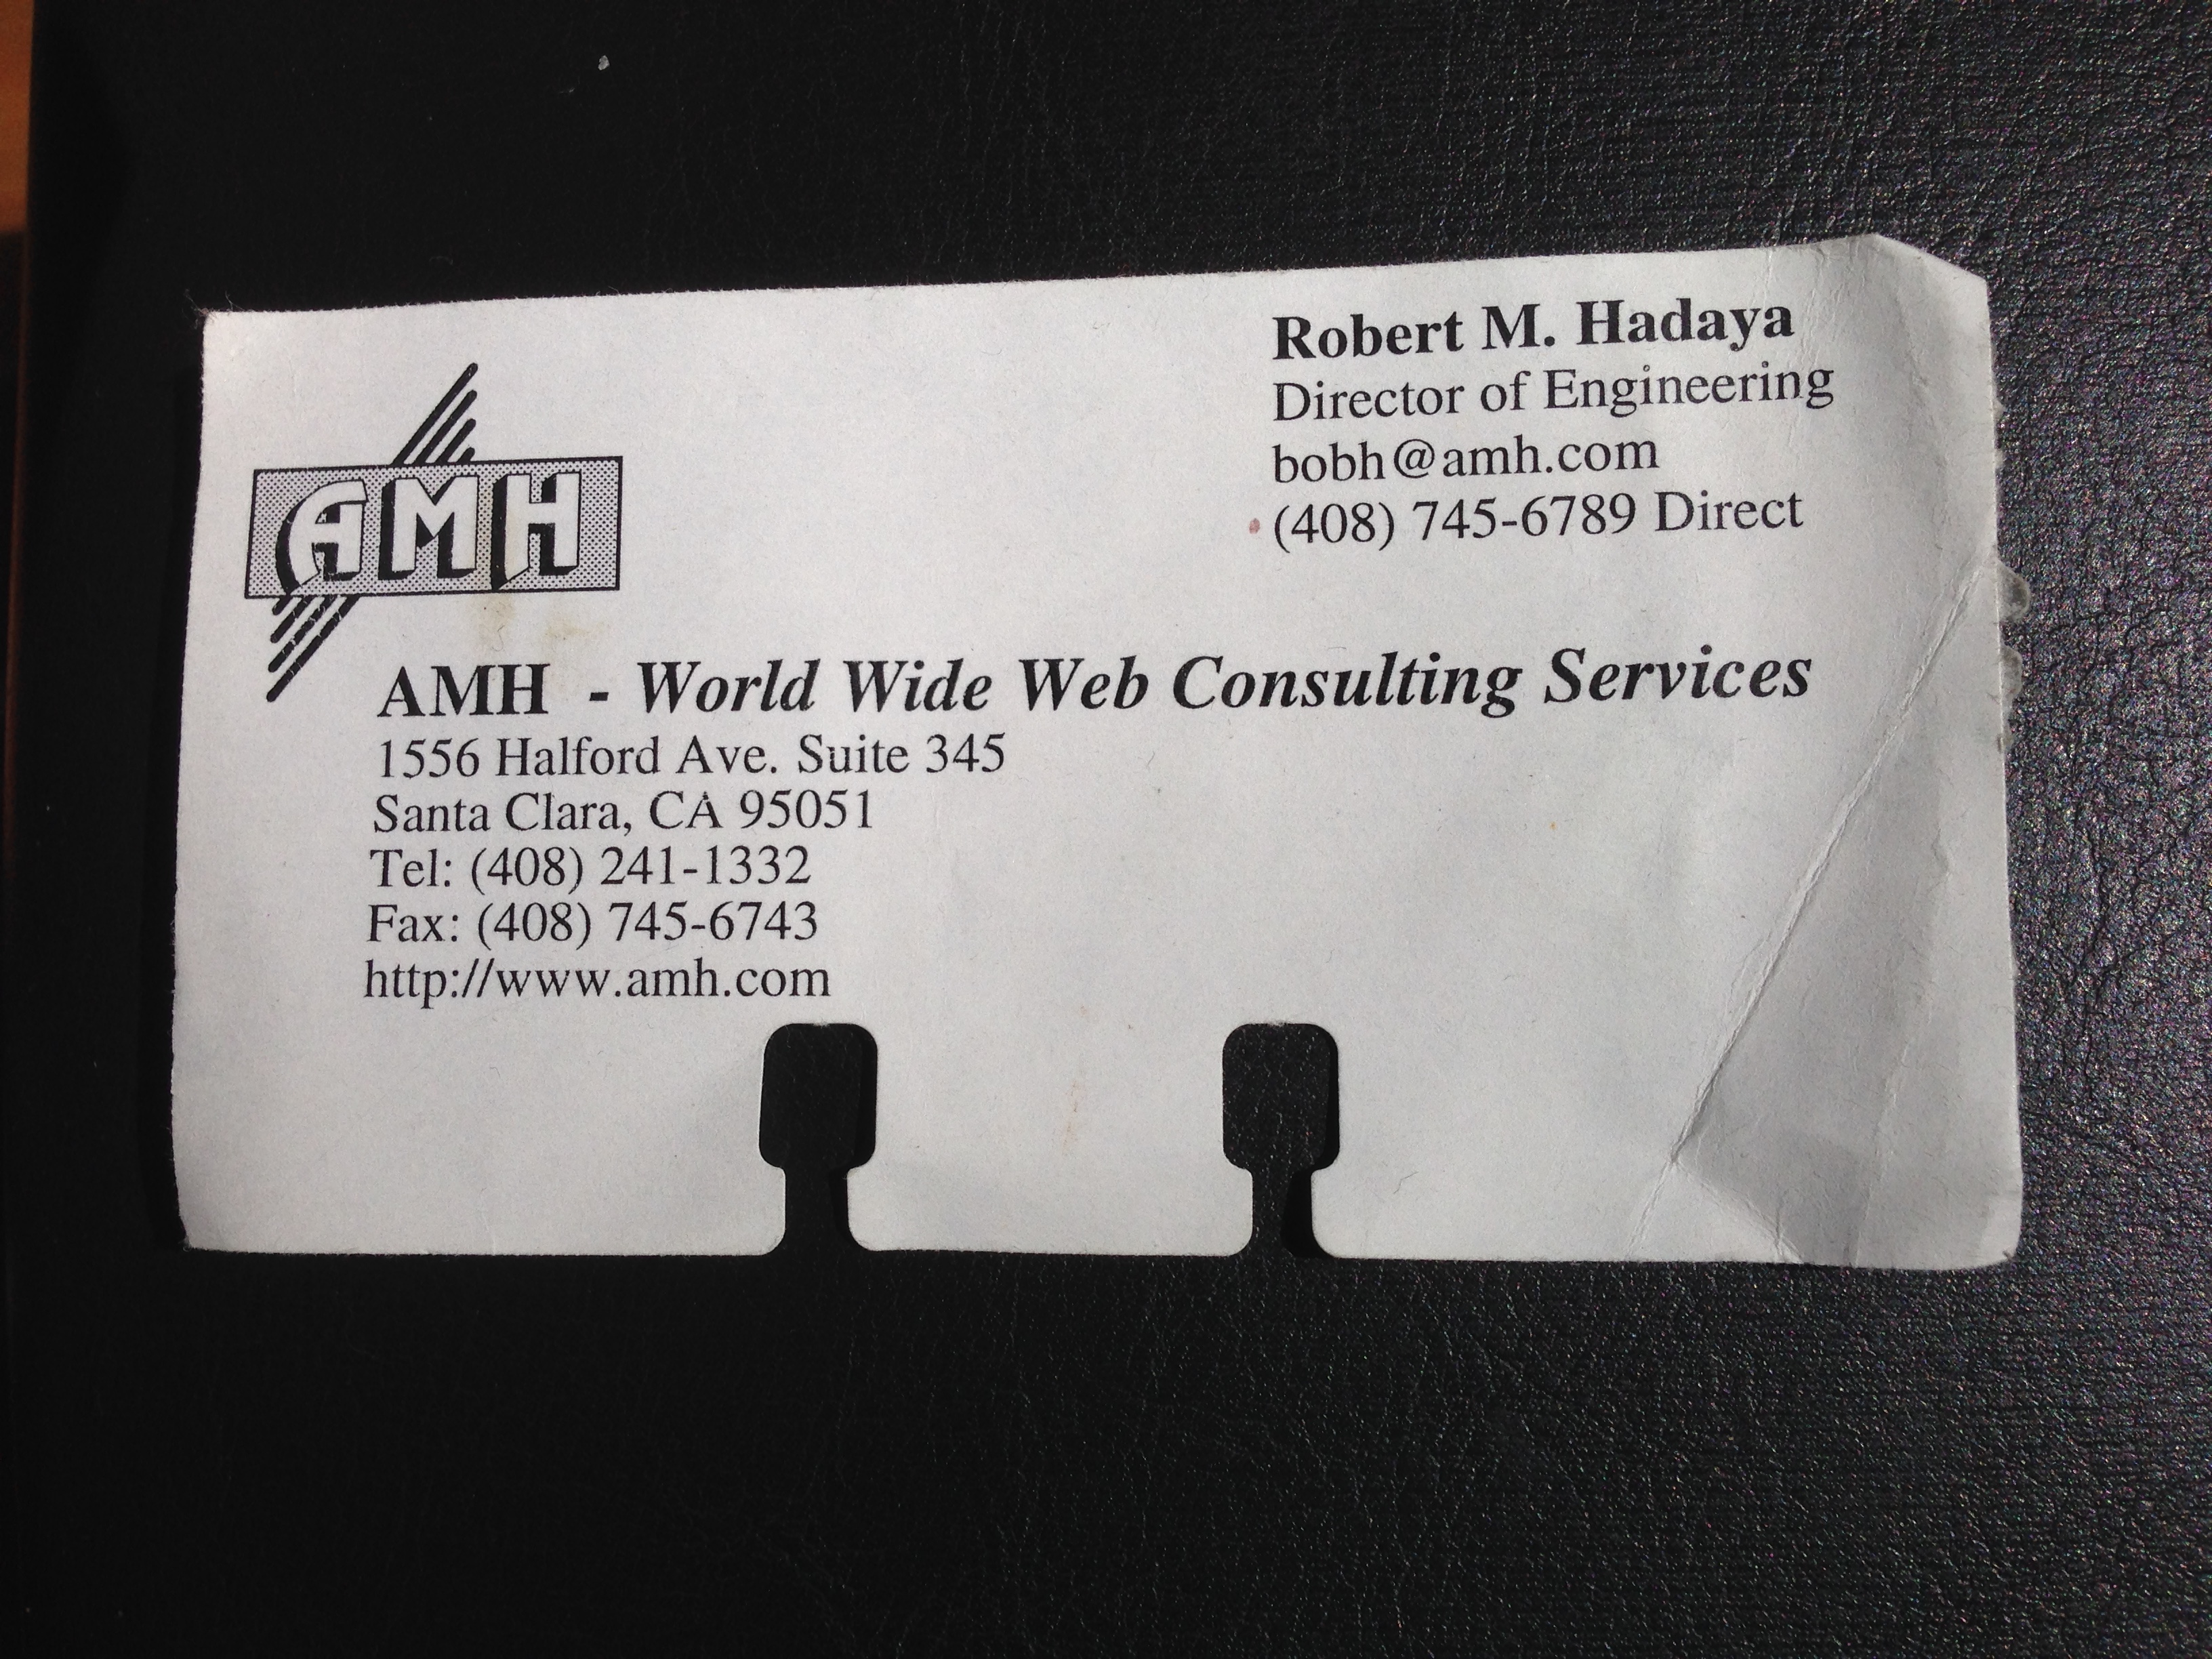 AMH
Robert M. Hadaya
Director of Engineering
bobh@amh.com
(408) 745-6789 Direct
AMH - World Wide Web Consulting Services
1556 Halford Ave. Suite 345
Santa Clara, CA 95051
Tel: (408) 241-1332
Fax: (408) 745-6743
http://www.amh.com